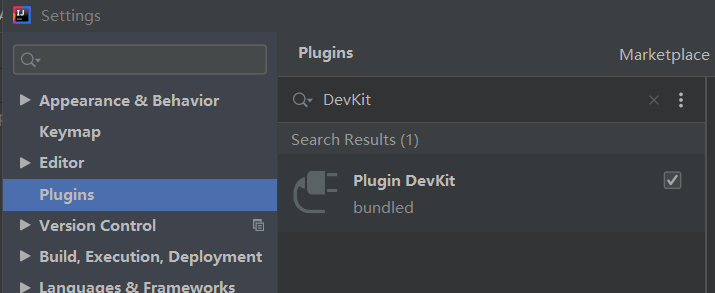 Settings
Plugins
Marketplace
Appearance & Behavior
Keymap
Editor
Plugins
Version Control
Build, Execution, Deployment
Languages & Frameworks
DevKit
Search Results (1)
Plugin DevKit
bundled